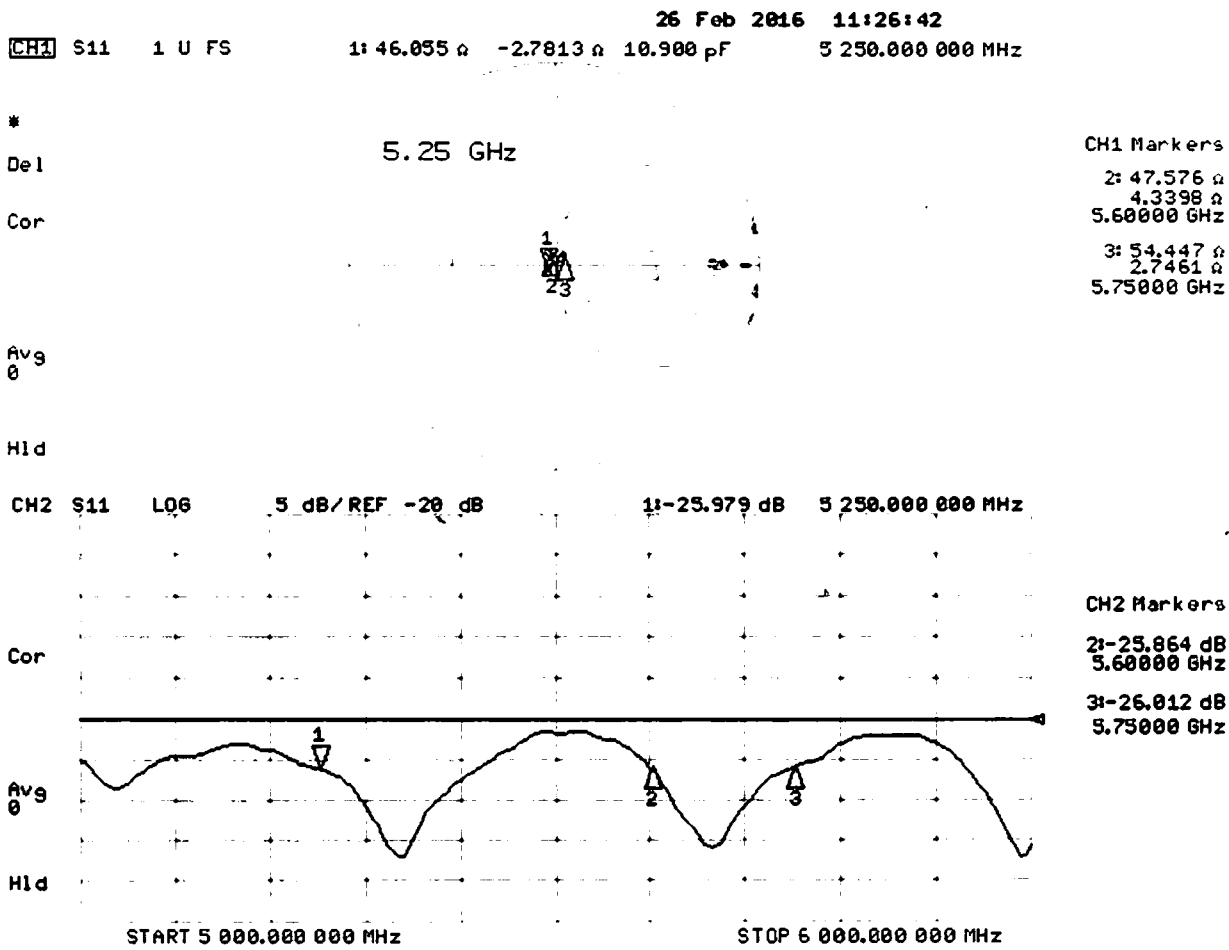 26 Feb 2016 11:26:42
CH1 S11 1 U FS 1: 46.055 Ω -2.7813 Ω 10.900 pF 5 250.000 000 MHz
*
Del
5.25 GHz
Cor
CH1 Markers
2: 47.576 Ω
4.3398 Ω
5.60000 GHz
3: 54.447 Ω
2.7461 Ω
5.75000 GHz
1
2
3
Avg
0
Hld
CH2 S11 LOG 5 dB/ REF -20 dB 1:-25.979 dB 5 250.000 000 MHz
CH2 Markers
2:-25.864 dB
5.60000 GHz
3:-26.012 dB
5.75000 GHz
Cor
1
2
3
Avg
0
Hld
START 5 000.000 000 MHz STOP 6 000.000 000 MHz